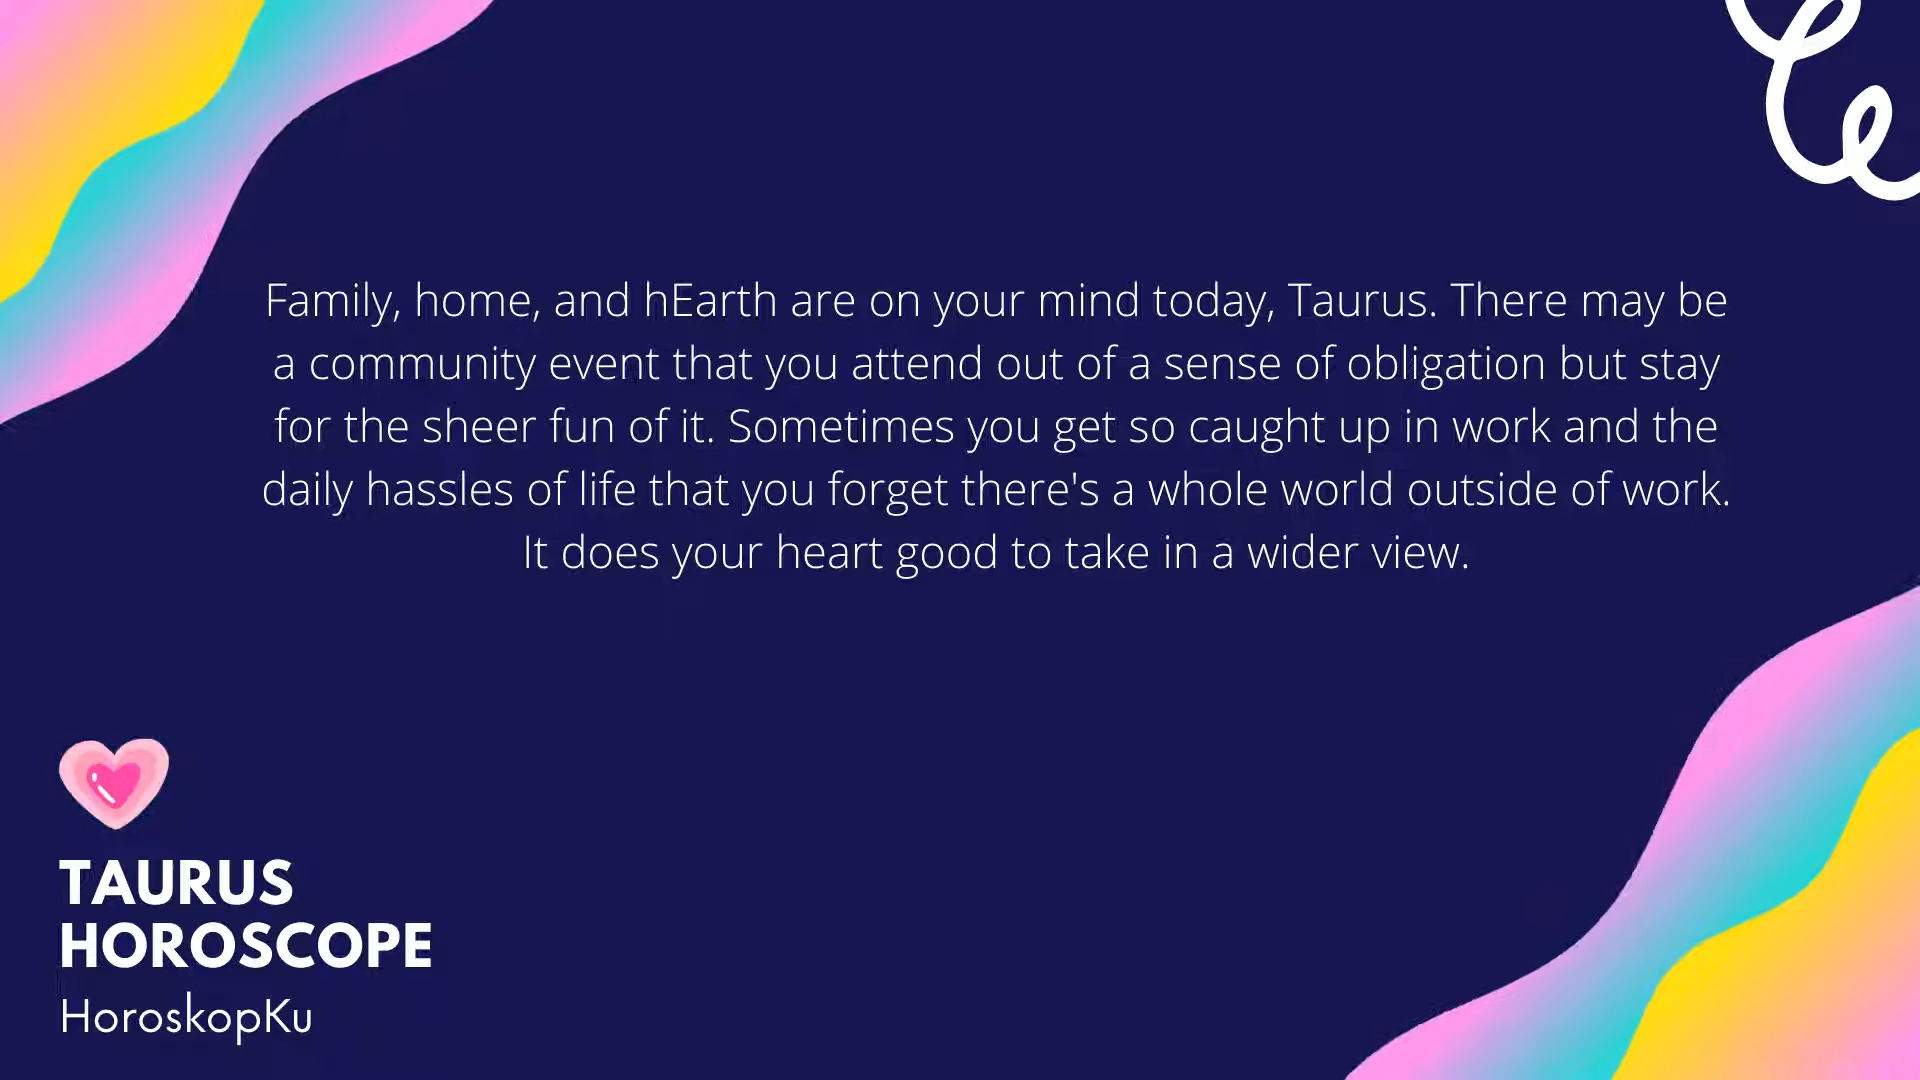 Family, home, and hEarth are on your mind today, Taurus. There may be
a community event that you attend out of a sense of obligation but stay
for the sheer fun of it. Sometimes you get so caught up in work and the
daily hassles of life that you forget there's a whole world outside of work.
It does your heart good to take in a wider view.
TAURUS
HOROSCOPE
HoroskopKu